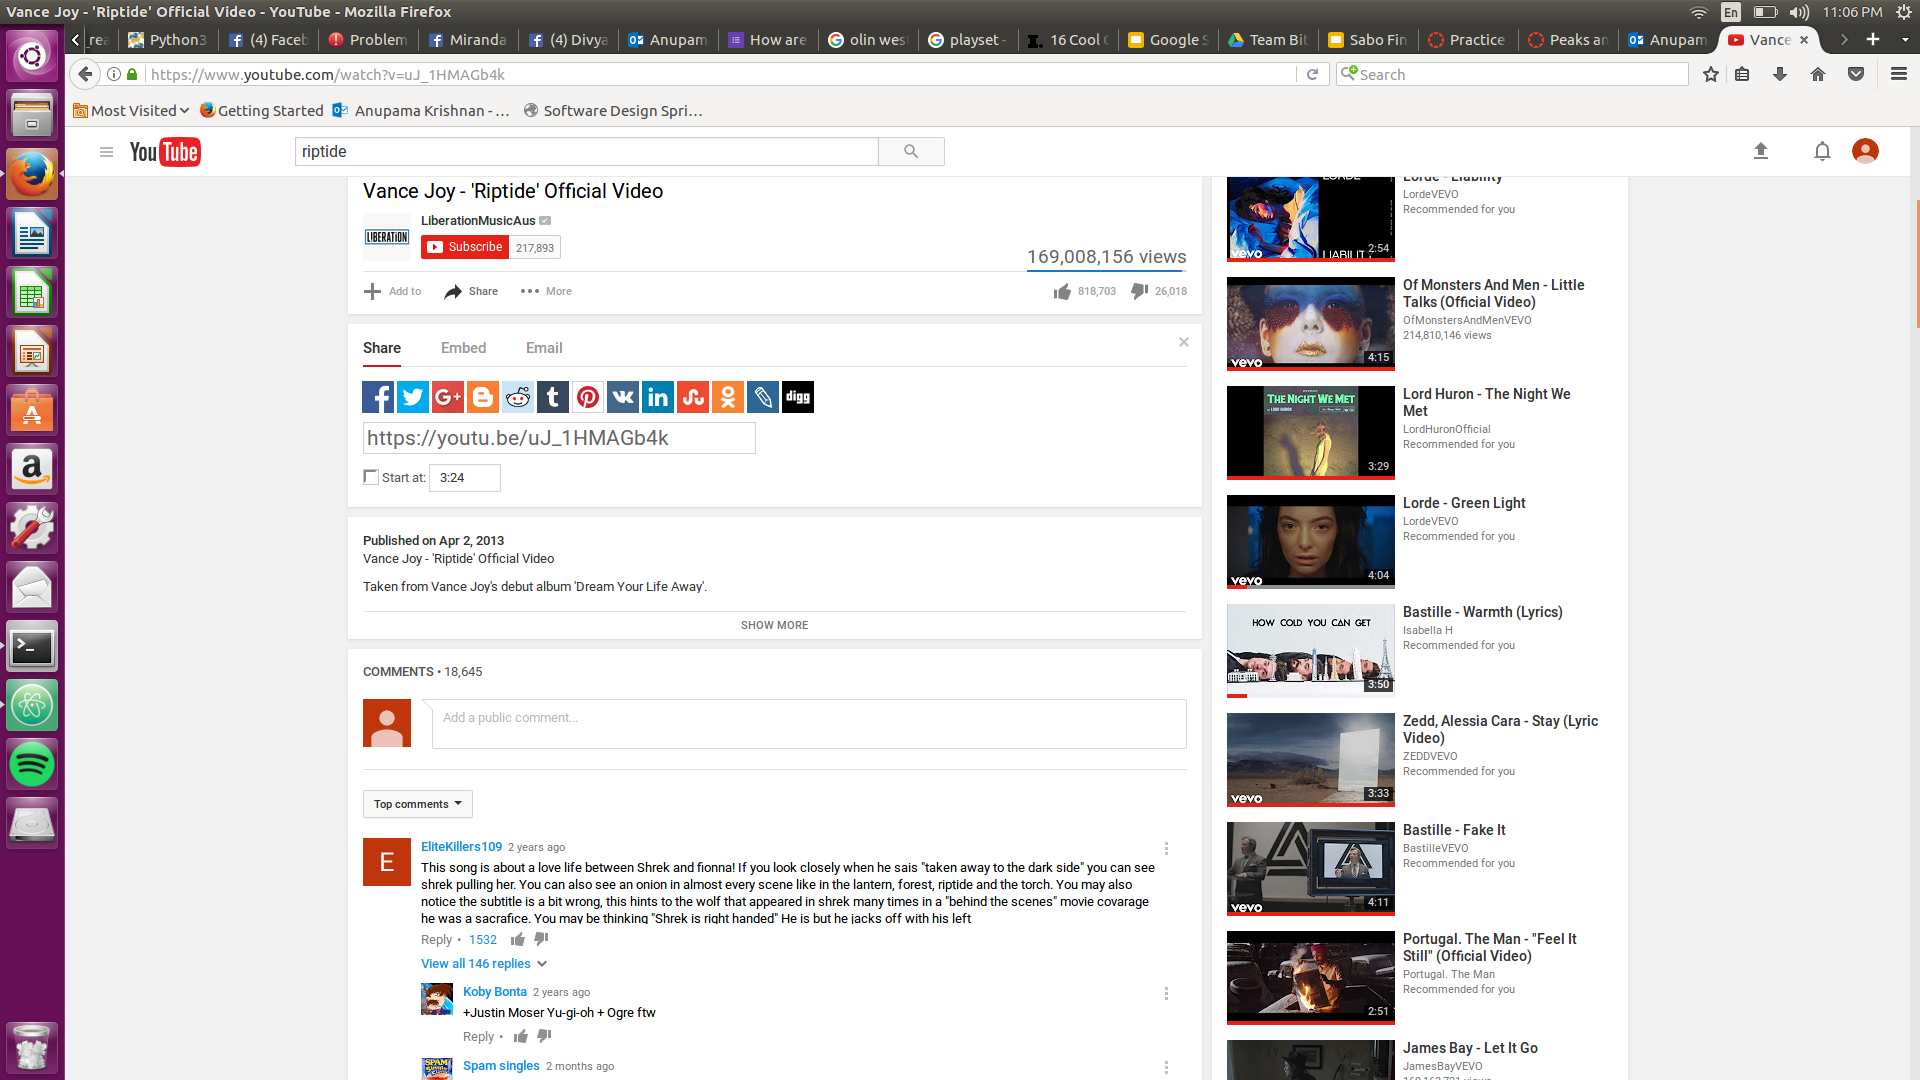 Vance Joy - 'Riptide' Official Video - YouTube - Mozilla Firefox
En 11:06 PM
_rea Python3 (4) Faceb Problem Miranda (4) Divya Anupam How are olin wes playset - 16 Cool Google S Team Bit Sabo Fin Practice Peaks an Anupam Vance
https://www.youtube.com/watch?v=uJ_1HMAGb4k
Search
Most Visited Getting Started Anupama Krishnan - ... Software Design Spri...
YouTube
riptide
Vance Joy - 'Riptide' Official Video
LIBERATION
LiberationMusicAus
Subscribe 217,893
169,008,156 views
Add to Share More
818,703 26,018
Share Embed Email
digg
https://youtu.be/uJ_1HMAGb4k
Start at: 3:24
Published on Apr 2, 2013
Vance Joy - 'Riptide' Official Video
Taken from Vance Joy's debut album 'Dream Your Life Away'.
SHOW MORE
COMMENTS • 18,645
Add a public comment...
Top comments
E
EliteKillers109 2 years ago
This song is about a love life between Shrek and fionna! If you look closely when he sais "taken away to the dark side" you can see
shrek pulling her. You can also see an onion in almost every scene like in the lantern, forest, riptide and the torch. You may also
notice the subtitle is a bit wrong, this hints to the wolf that appeared in shrek many times in a "behind the scenes" movie covarage
he was a sacrafice. You may be thinking "Shrek is right handed" He is but he jacks off with his left
Reply • 1532
View all 146 replies
Koby Bonta 2 years ago
+Justin Moser Yu-gi-oh + Ogre ftw
Reply •
Spam singles 2 months ago
Lorde - Liability
LordeVEVO
Recommended for you
vevo
LIABILITY
2:54
Of Monsters And Men - Little
Talks (Official Video)
OfMonstersAndMenVEVO
214,810,146 views
vevo
4:15
Lord Huron - The Night We
Met
LordHuronOfficial
Recommended for you
THE NIGHT WE MET
3:29
Lorde - Green Light
LordeVEVO
Recommended for you
vevo
4:04
Bastille - Warmth (Lyrics)
Isabella H
Recommended for you
HOW COLD YOU CAN GET
3:50
Zedd, Alessia Cara - Stay (Lyric
Video)
ZEDDVEVO
Recommended for you
vevo
3:33
Bastille - Fake It
BastilleVEVO
Recommended for you
vevo
4:11
Portugal. The Man - "Feel It
Still" (Official Video)
Portugal. The Man
Recommended for you
2:51
James Bay - Let It Go
JamesBayVEVO